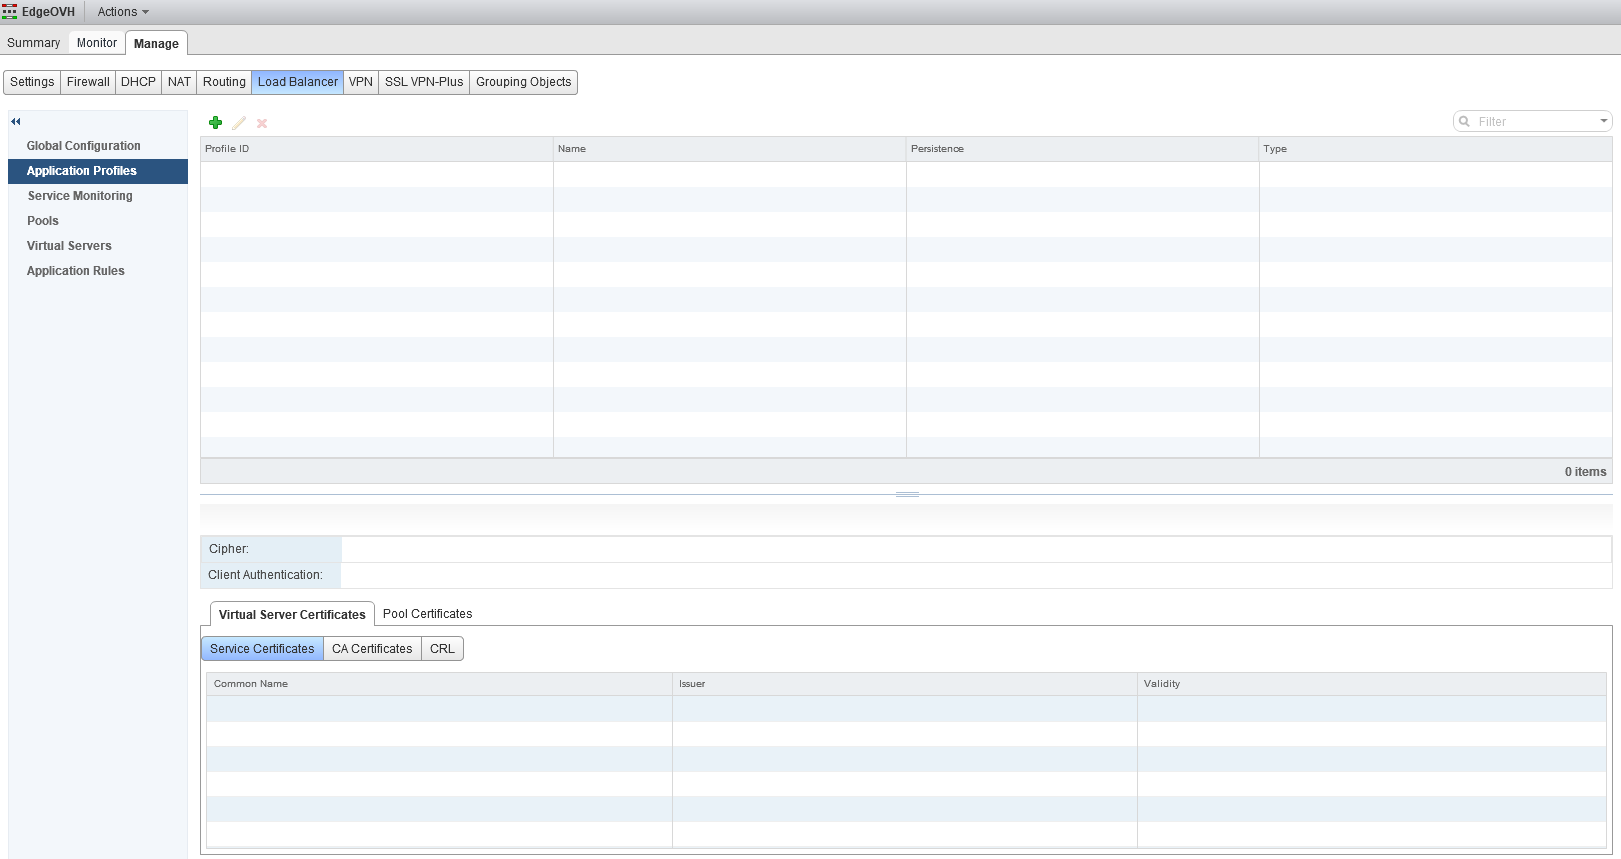 EdgeOVH Actions
Summary Monitor Manage
Settings Firewall DHCP NAT Routing Load Balancer VPN SSL VPN-Plus Grouping Objects
Filter
Global Configuration
Application Profiles
Service Monitoring
Pools
Virtual Servers
Application Rules
Profile ID Name Persistence Type
0 items
Cipher:
Client Authentication:
Virtual Server Certificates Pool Certificates
Service Certificates CA Certificates CRL
Common Name Issuer Validity